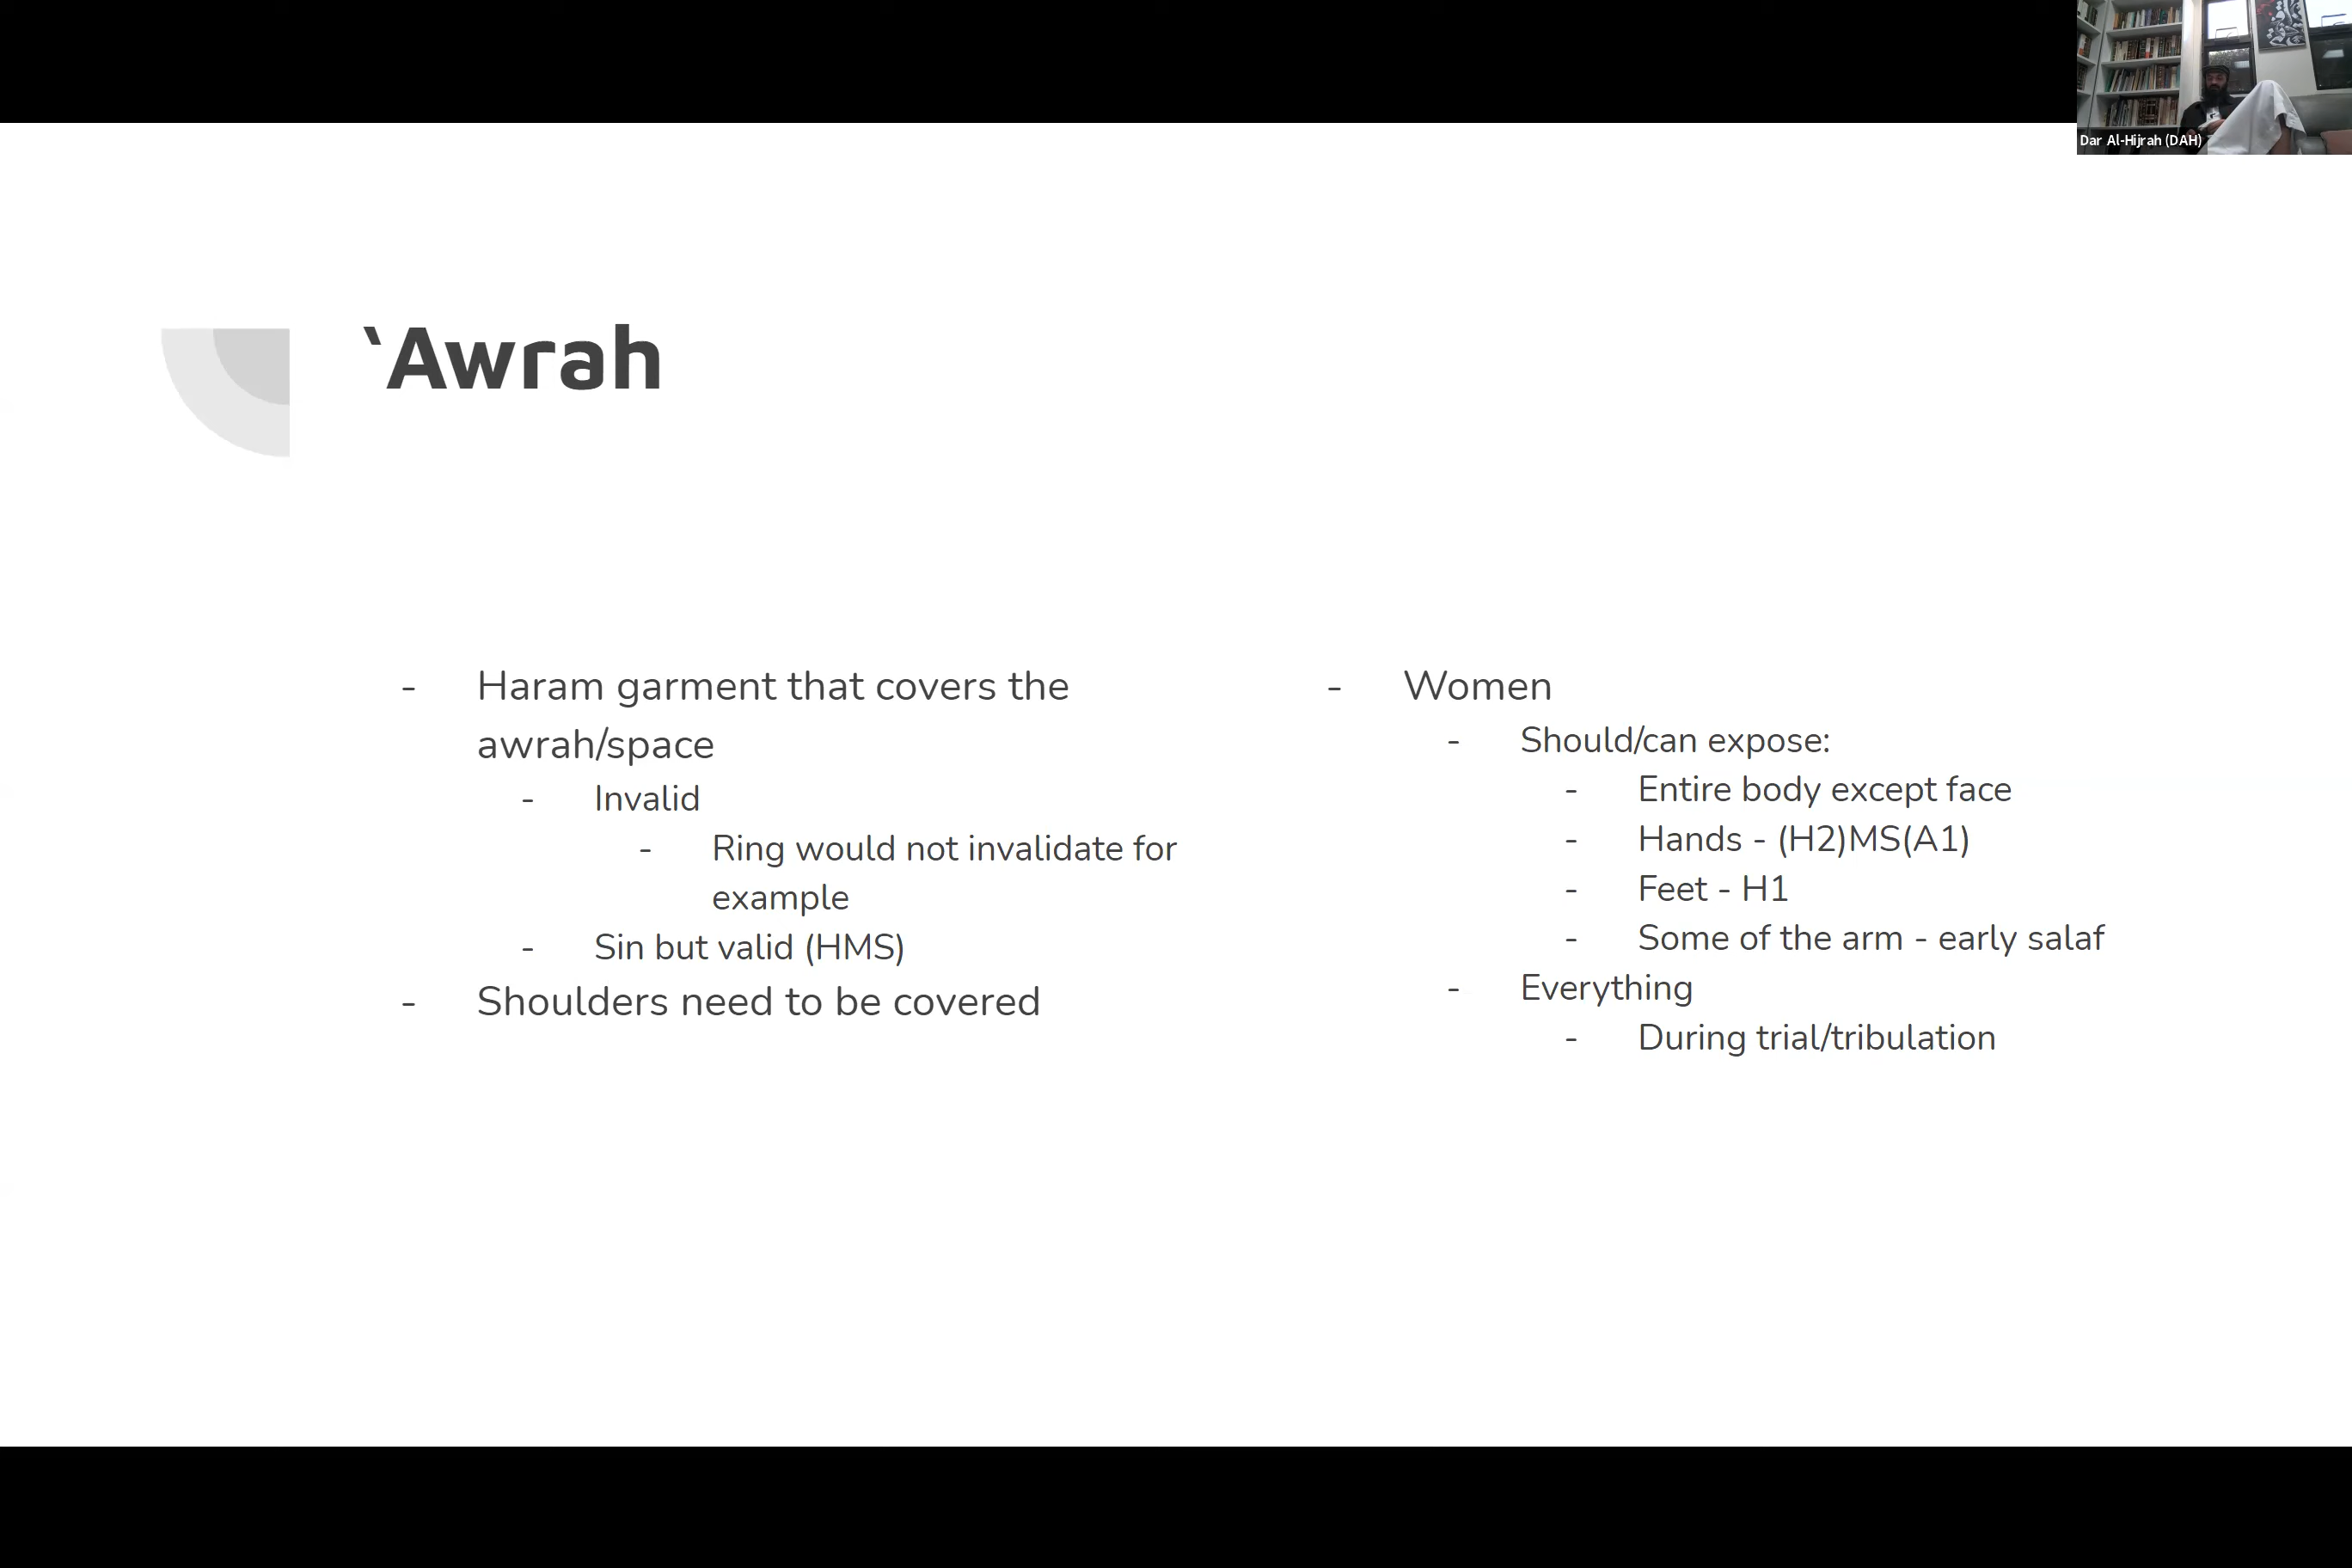 Dar Al-Hijrah (DAH)
`Awrah
- Haram garment that covers the
awrah/space
- Invalid
- Ring would not invalidate for
example
- Sin but valid (HMS)
- Shoulders need to be covered
- Women
- Should/can expose:
- Entire body except face
- Hands - (H2)MS(A1)
- Feet - H1
- Some of the arm - early salaf
- Everything
- During trial/tribulation